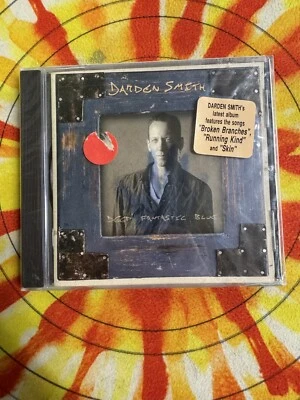 DARDEN SMITH
DARDEN SMITH's
latest album
features the songs
"Broken Branches",
"Running Kind"
and "Skin"
DEEP FANTASTIC BLUE